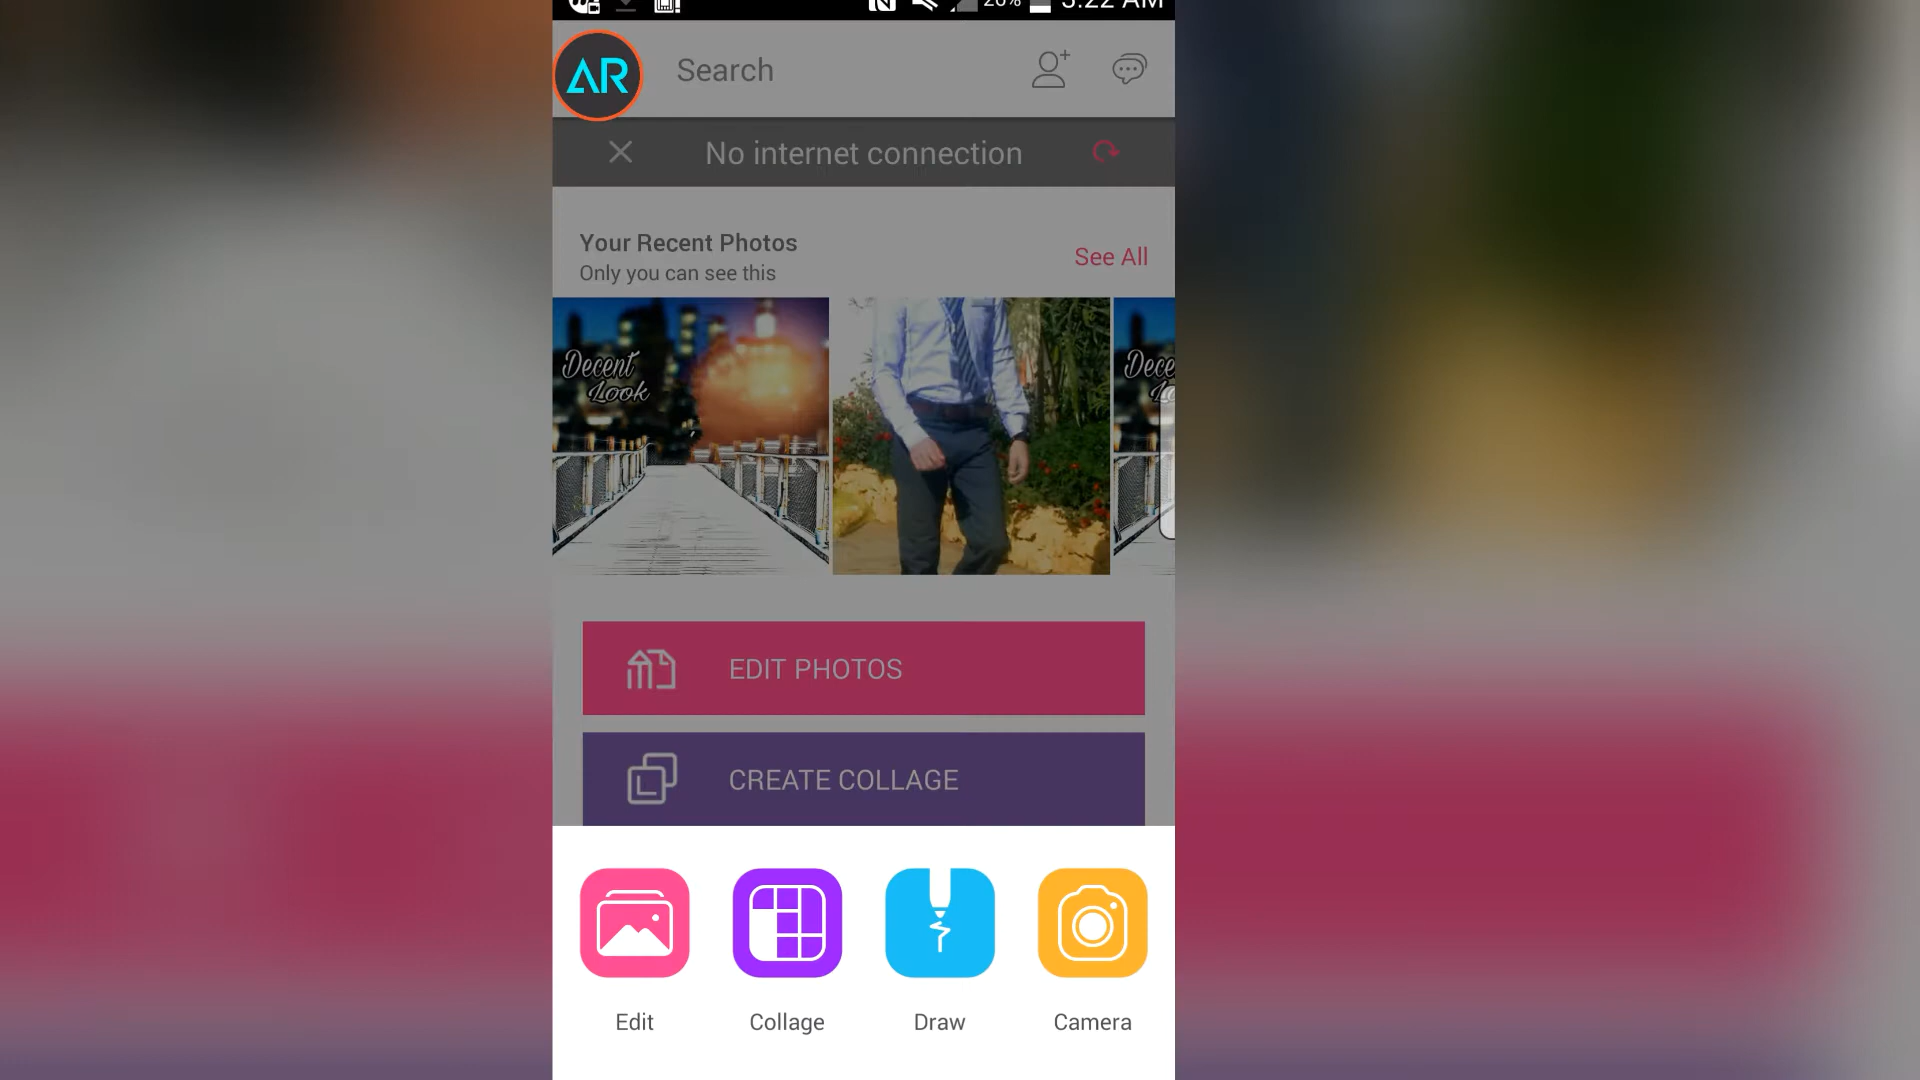 AR
Search
No internet connection
Your Recent Photos
Only you can see this
See All
Decent
Look
EDIT PHOTOS
CREATE COLLAGE
Edit
Collage
Draw
Camera